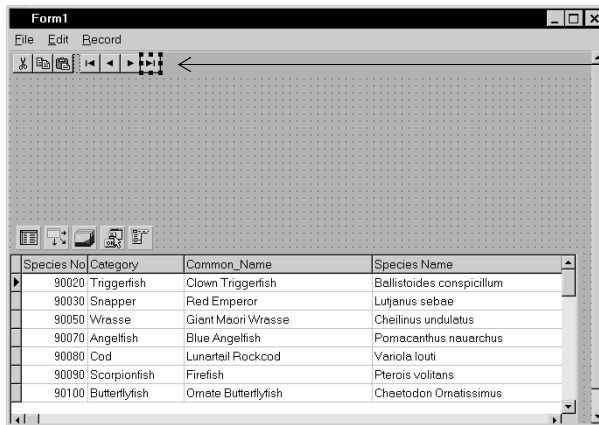 Form1
File Edit Record
Species No Category Common_Name Species Name
90020 Triggerfish Clown Triggerfish Ballistoides conspicillum
90030 Snapper Red Emperor Lutjanus sebae
90050 Wrasse Giant Maori Wrasse Cheilinus undulatus
90070 Angelfish Blue Angelfish Pomacanthus nauarchus
90080 Cod Lunartail Rockcod Variola louti
90090 Scorpionfish Firefish Pterois volitans
90100 Butterflyfish Ornate Butterflyfish Chaetodon Ornatissimus